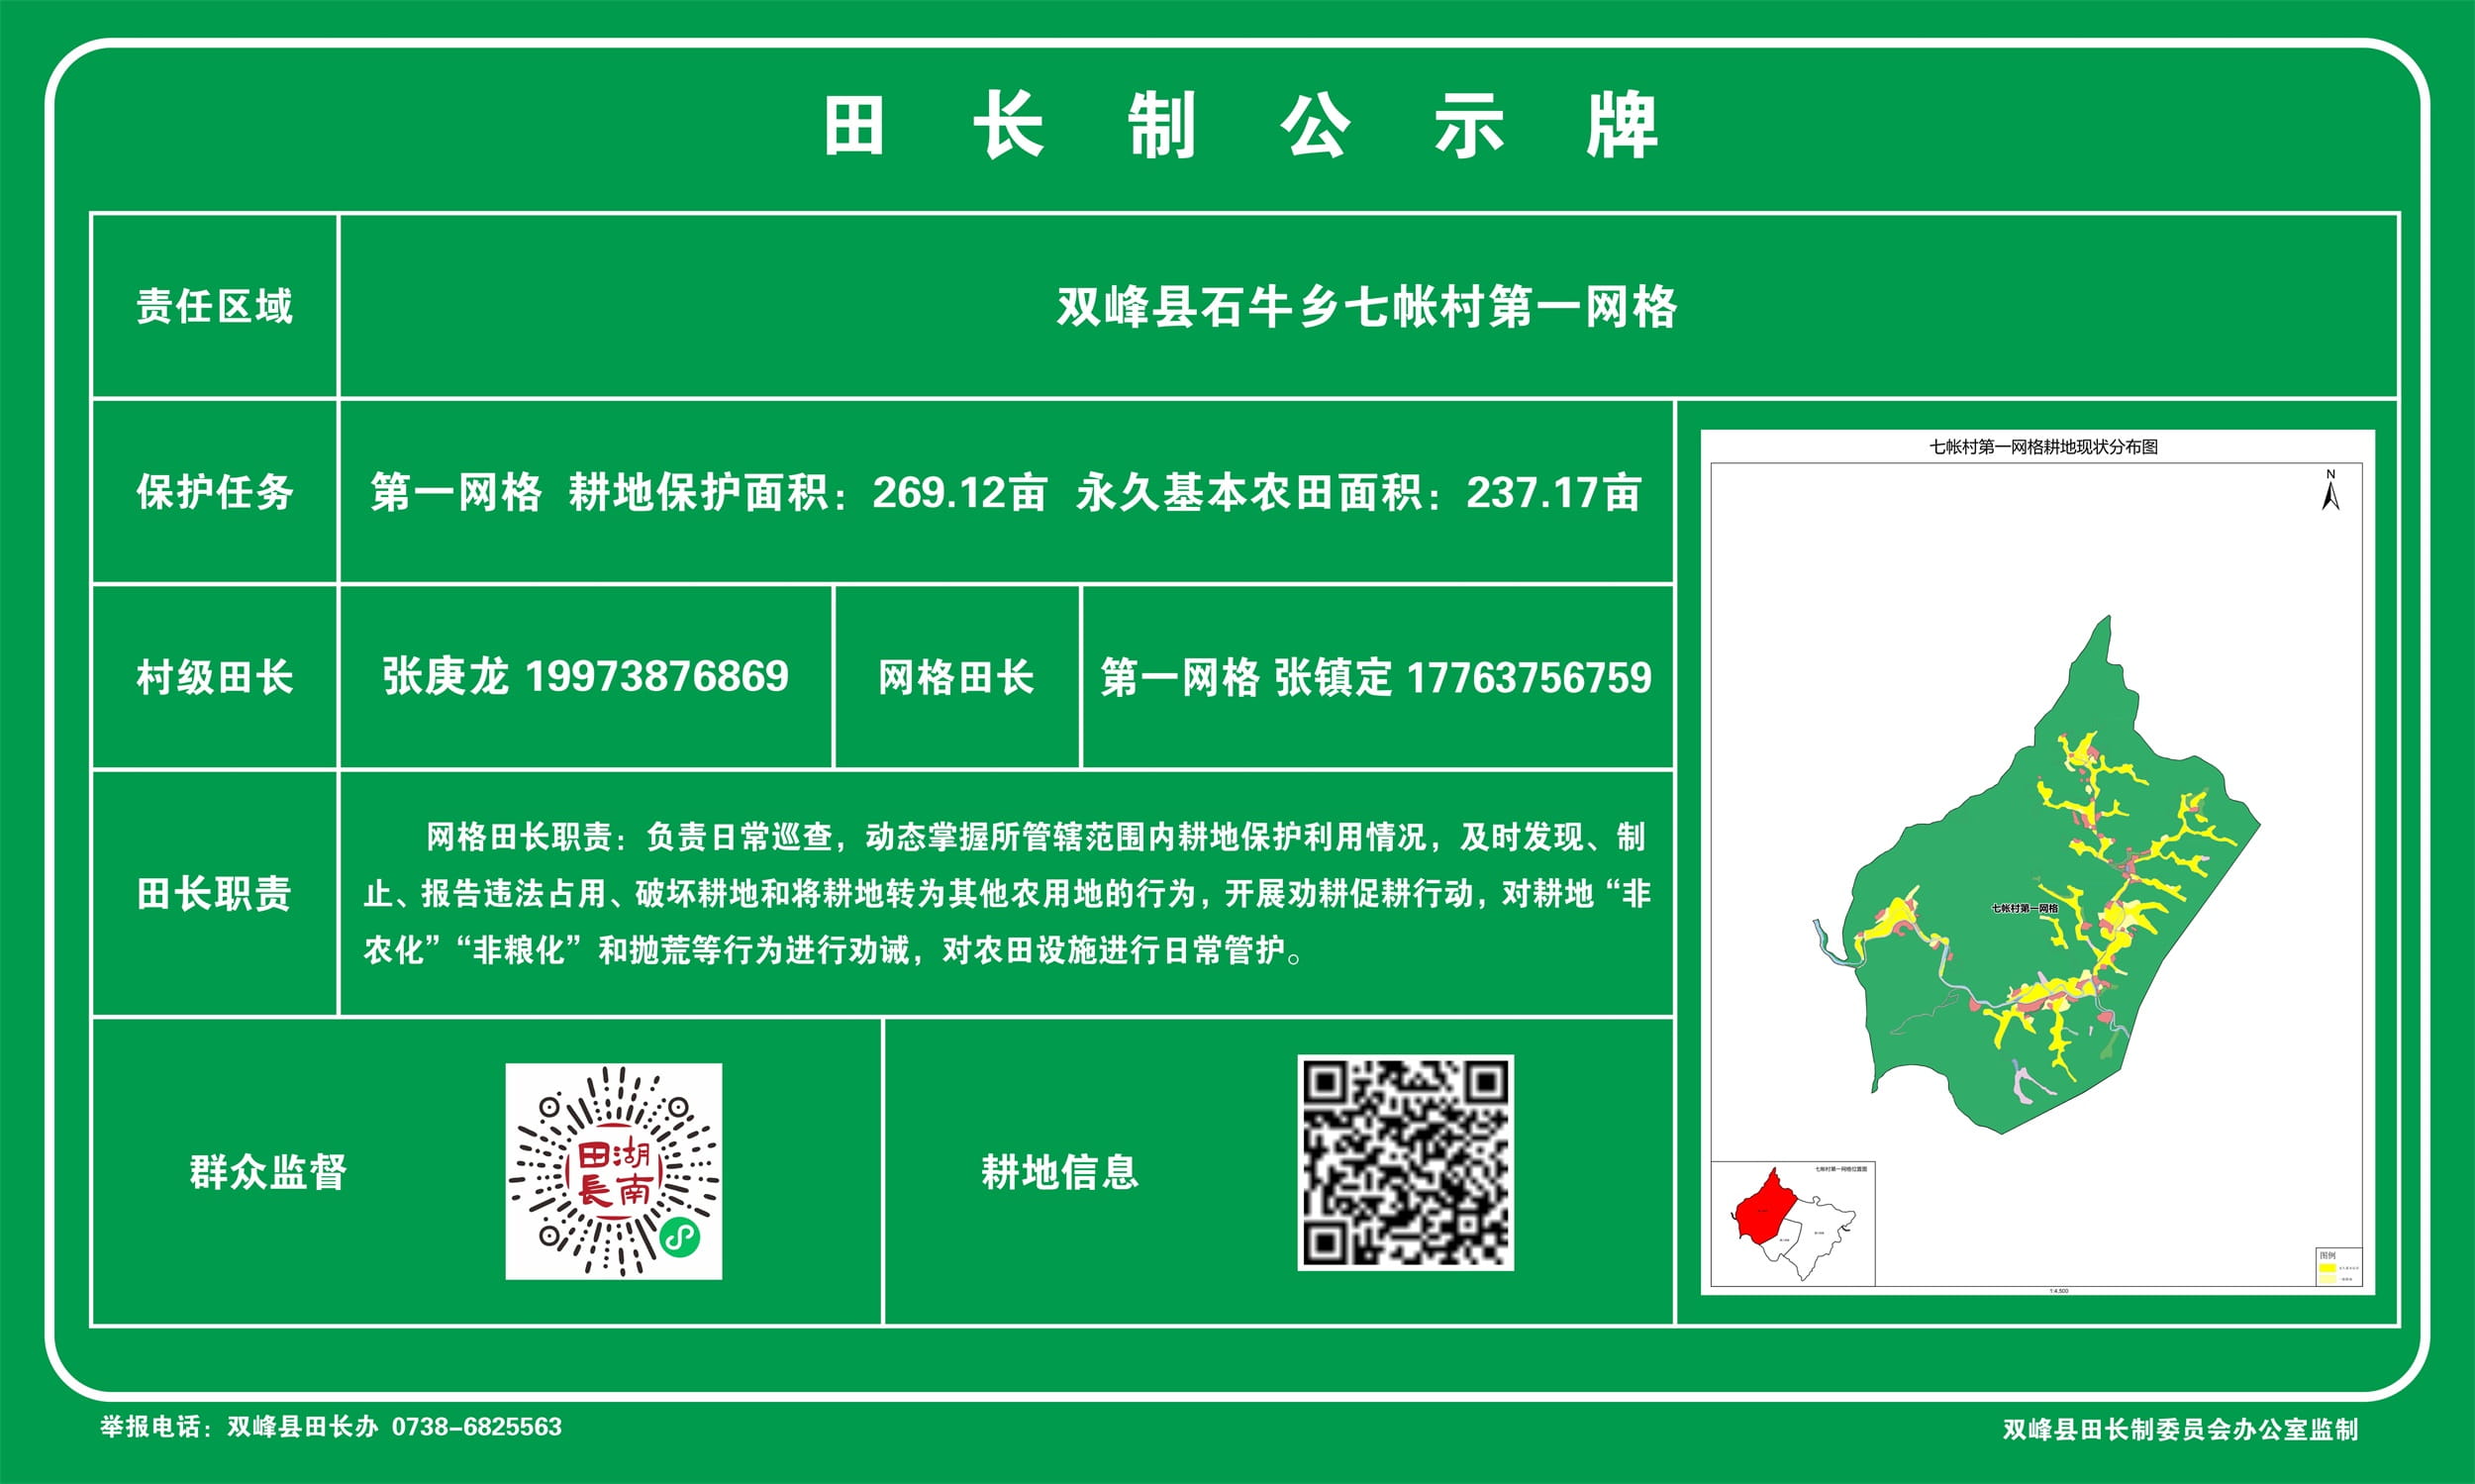 田长制公示牌
责任区域
双峰县石牛乡七帐村第一网格
保护任务
第一网格 耕地保护面积：269.12亩 永久基本农田面积：237.17亩
村级田长
张庚龙 19973876869
网格田长
第一网格 张镇定 17763756759
田长职责
网格田长职责：负责日常巡查，动态掌握所管辖范围内耕地保护利用情况，及时发现、制
止、报告违法占用、破坏耕地和将耕地转为其他农用地的行为，开展劝耕促耕行动，对耕地“非
农化”“非粮化”和抛荒等行为进行劝诫，对农田设施进行日常管护。
群众监督
湖南
田長
耕地信息
七帐村第一网格耕地现状分布图
N
七帐村第一网格
七帐村第一网格位置图
图例
1:4,500
举报电话：双峰县田长办 0738-6825563
双峰县田长制委员会办公室监制